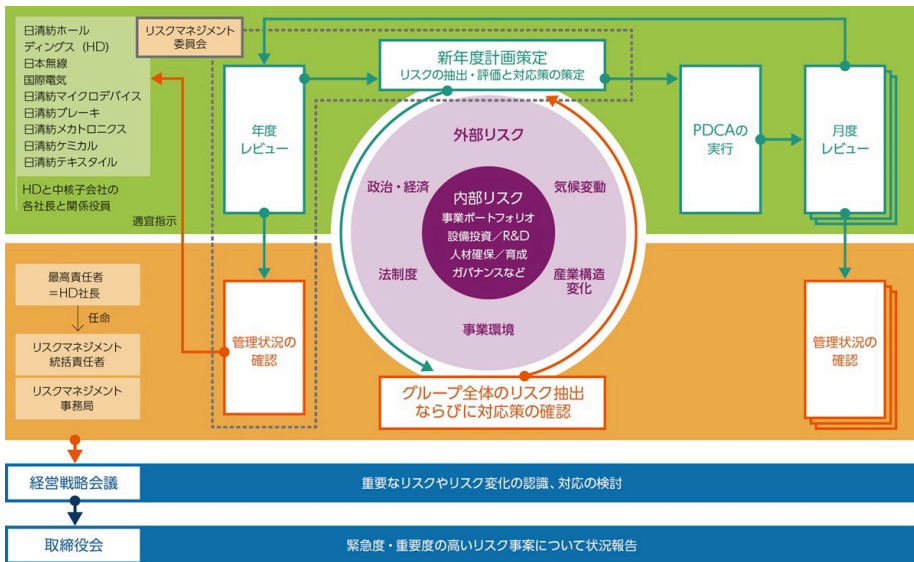 日清紡ホール
ディングス (HD)
日本無線
国際電気
日清紡マイクロデバイス
日清紡ブレーキ
日清紡メカトロニクス
日清紡ケミカル
日清紡テキスタイル
HDと中核子会社の
各社長と関係役員
リスクマネジメント
委員会
適宜指示
年度
レビュー
新年度計画策定
リスクの抽出・評価と対応策の策定
PDCAの
実行
月度
レビュー
外部リスク
政治・経済
気候変動
法制度
産業構造
変化
事業環境
内部リスク
事業ポートフォリオ
設備投資／R&D
人材確保／育成
ガバナンスなど
最高責任者
＝HD社長
任命
リスクマネジメント
統括責任者
リスクマネジメント
事務局
管理状況の
確認
グループ全体のリスク抽出
ならびに対応策の確認
管理状況の
確認
経営戦略会議
重要なリスクやリスク変化の認識、対応の検討
取締役会
緊急度・重要度の高いリスク事案について状況報告